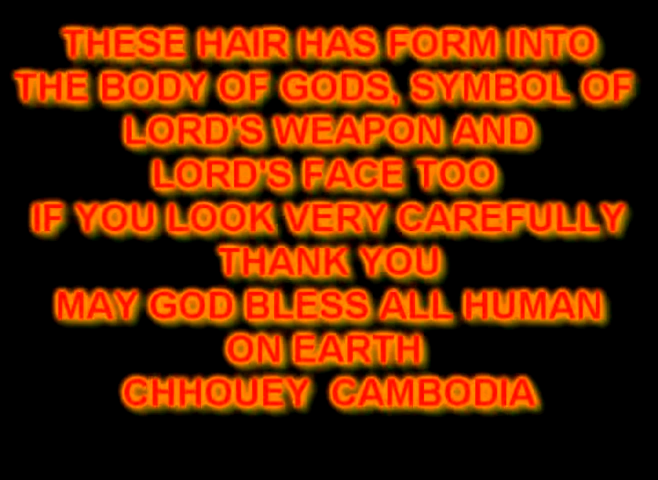 THESE HAIR HAS FORM INTO
THE BODY OF GODS, SYMBOL OF
LORD'S WEAPON AND
LORD'S FACE TOO
IF YOU LOOK VERY CAREFULLY
THANK YOU
MAY GOD BLESS ALL HUMAN
ON EARTH
CHHOUEY CAMBODIA